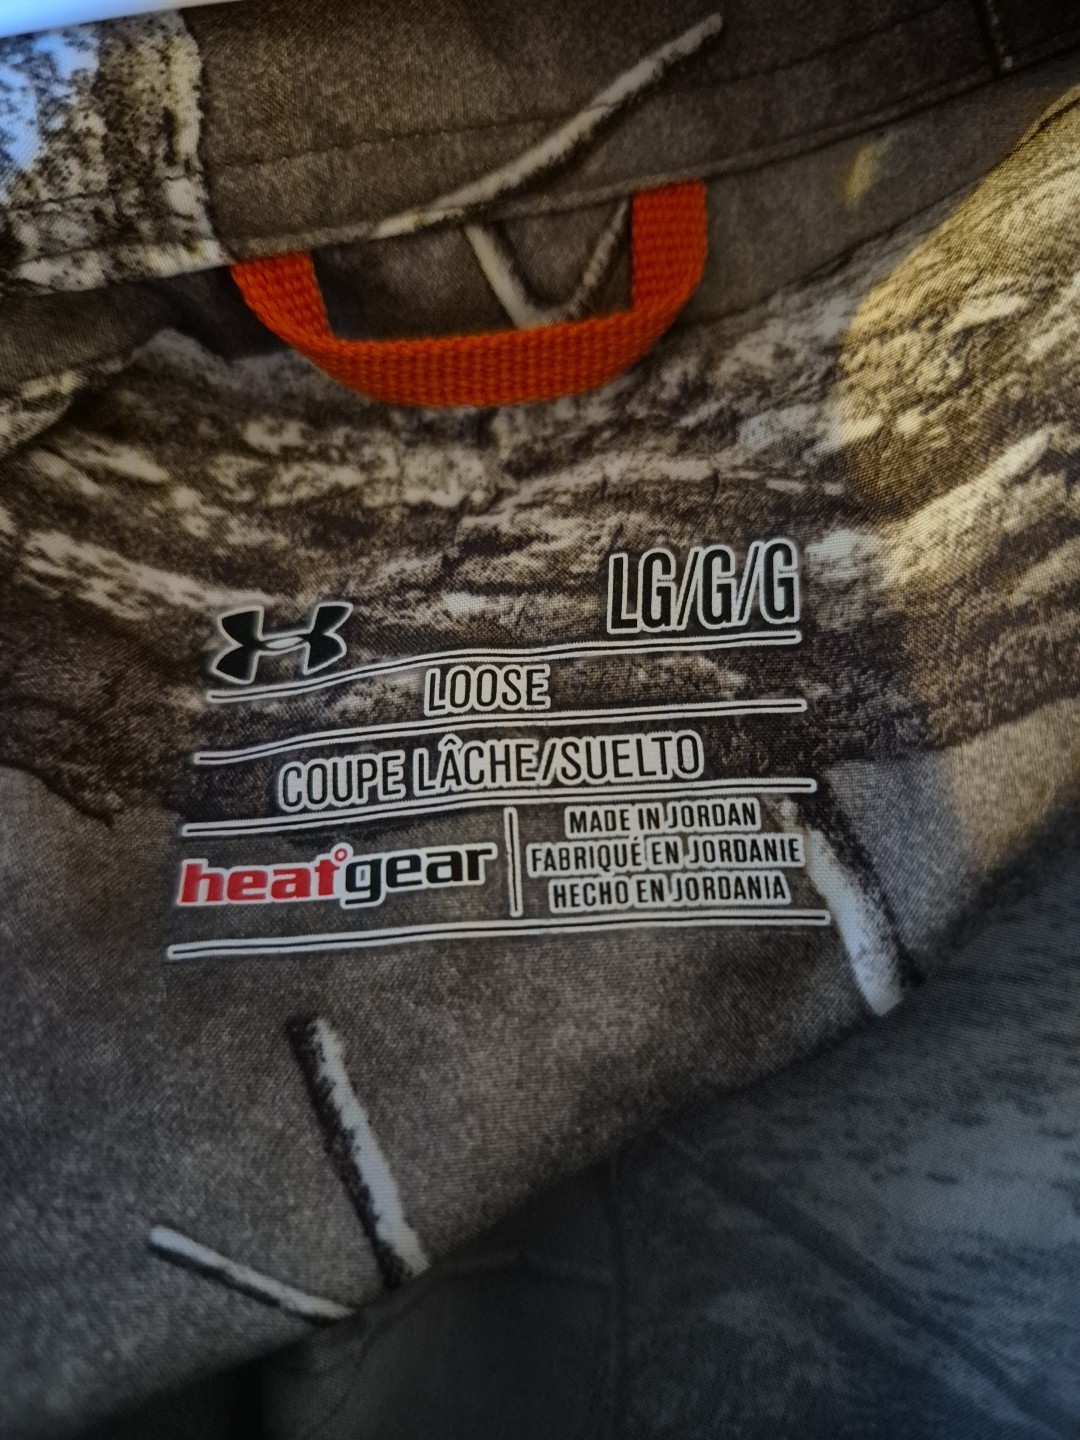 LG/G/G
LOOSE
COUPE LÂCHE/SUELTO
heatgear
MADE IN JORDAN
FABRIQUÉ EN JORDANIE
HECHO EN JORDANIA